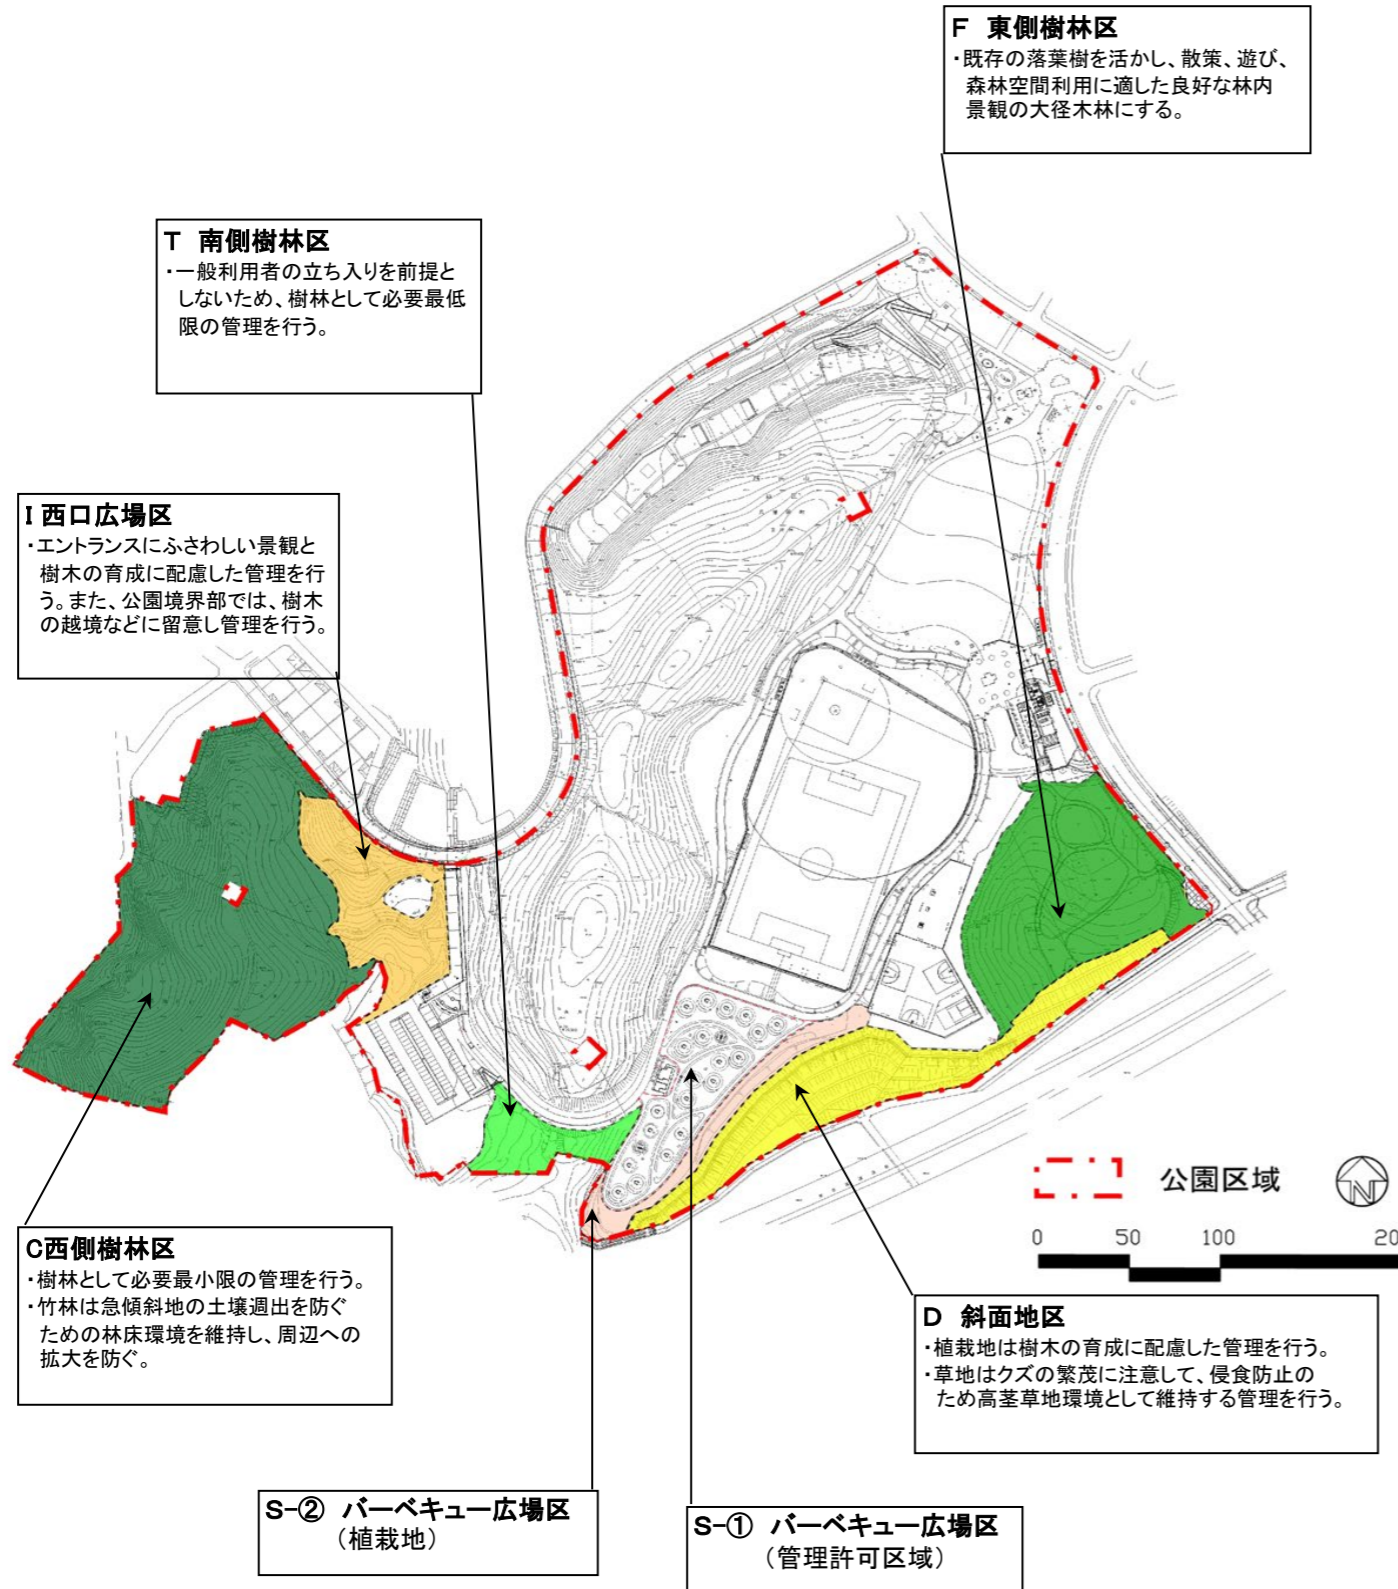 F 東側樹林区
・既存の落葉樹を活かし、散策、遊び、
森林空間利用に適した良好な林内
景観の大径木林にする。
T 南側樹林区
・一般利用者の立ち入りを前提と
しないため、樹林として必要最低
限の管理を行う。
I 西口広場区
・エントランスにふさわしい景観と
樹木の育成に配慮した管理を行
う。また、公園境界部では、樹木
の越境などに留意し管理を行う。
公園区域
N
0 50 100 20
C西側樹林区
・樹林として必要最小限の管理を行う。
・竹林は急傾斜地の土壌週出を防ぐ
ための林床環境を維持し、周辺への
拡大を防ぐ。
D 斜面地区
・植栽地は樹木の育成に配慮した管理を行う。
・草地はクズの繁茂に注意して、侵食防止の
ため高茎草地環境として維持する管理を行う。
S-② バーベキュー広場区
（植栽地）
S-① バーベキュー広場区
（管理許可区域）